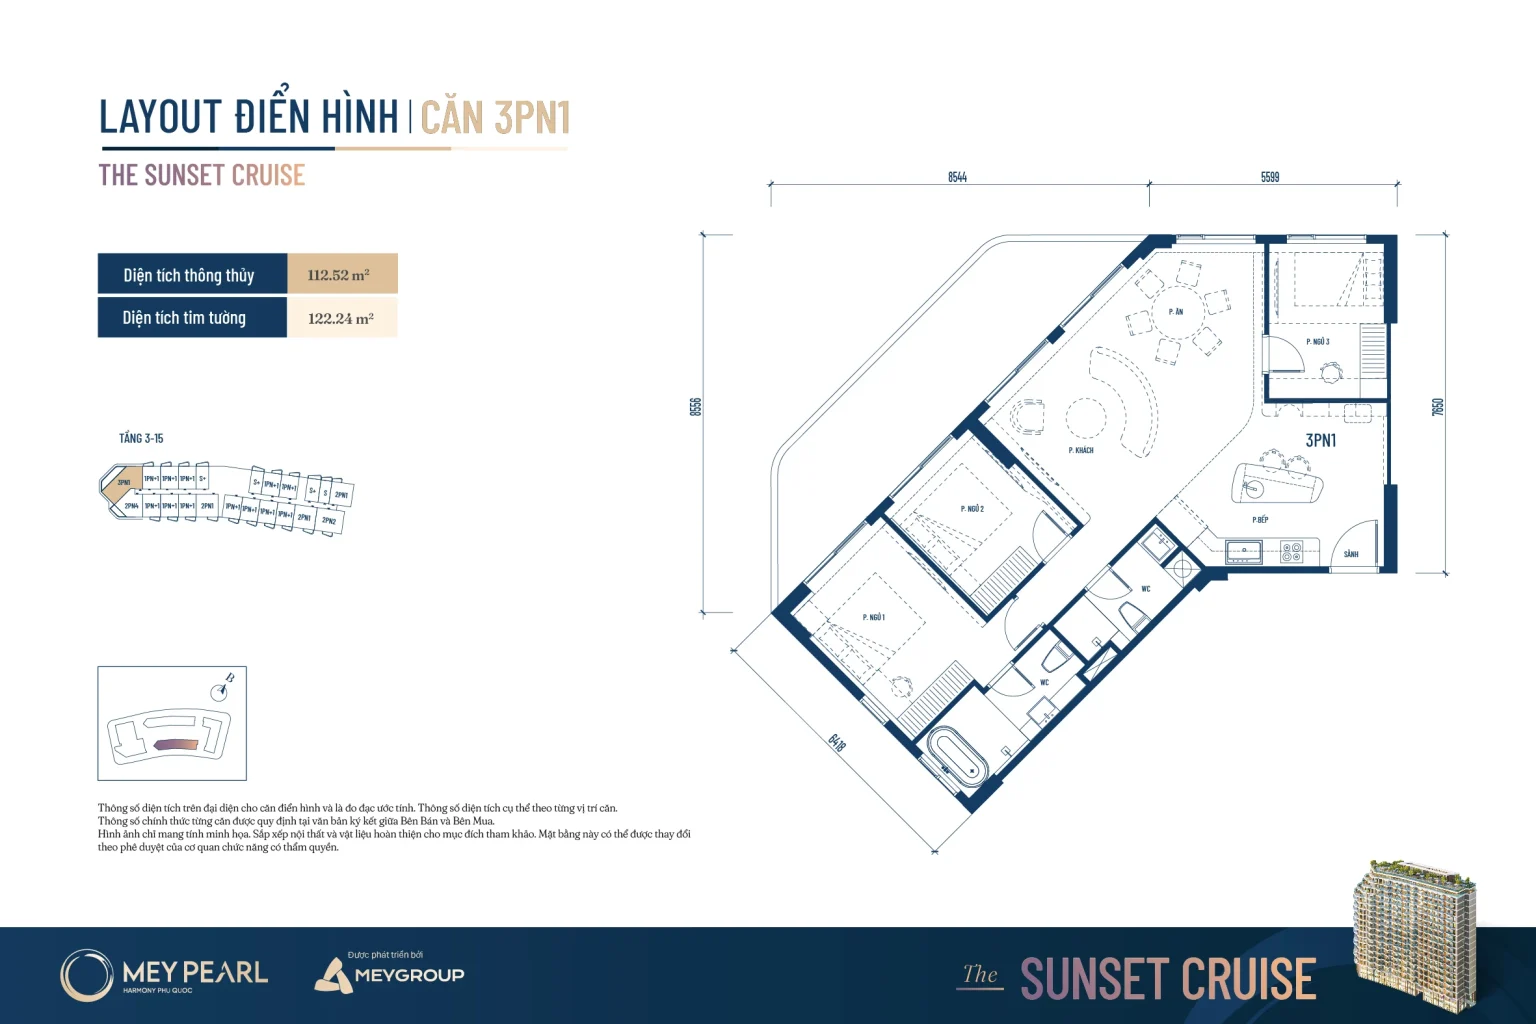 LAYOUT ĐIỂN HÌNH | CĂN 3PN1
THE SUNSET CRUISE
Diện tích thông thủy 112.52 m²
Diện tích tim tường 122.24 m²
TẦNG 3-15
3PN1 1PN+1 1PN+1 1PN+1 S+
S+ 1PN+1 1PN+1 S+ S 2PN1
2PN4 1PN+1 1PN+1 1PN+1 2PN1
1PN+1 1PN+1 1PN+1 1PN+1 2PN1 2PN2
B
8544
5599
8556
7650
6418
P. ĂN
P. NGỦ 3
P. KHÁCH
3PN1
P. NGỦ 2
P.BẾP
SẢNH
WC
P. NGỦ 1
WC
Thông số diện tích trên đại diện cho căn điển hình và là đo đạc ước tính. Thông số diện tích cụ thể theo từng vị trí căn.
Thông số chính thức từng căn được quy định tại văn bản ký kết giữa Bên Bán và Bên Mua.
Hình ảnh chỉ mang tính minh họa. Sắp xếp nội thất và vật liệu hoàn thiện cho mục đích tham khảo. Mặt bằng này có thể được thay đổi
theo phê duyệt của cơ quan chức năng có thẩm quyền.
MEYPEARL
HARMONY PHU QUOC
Được phát triển bởi
MEYGROUP
The SUNSET CRUISE